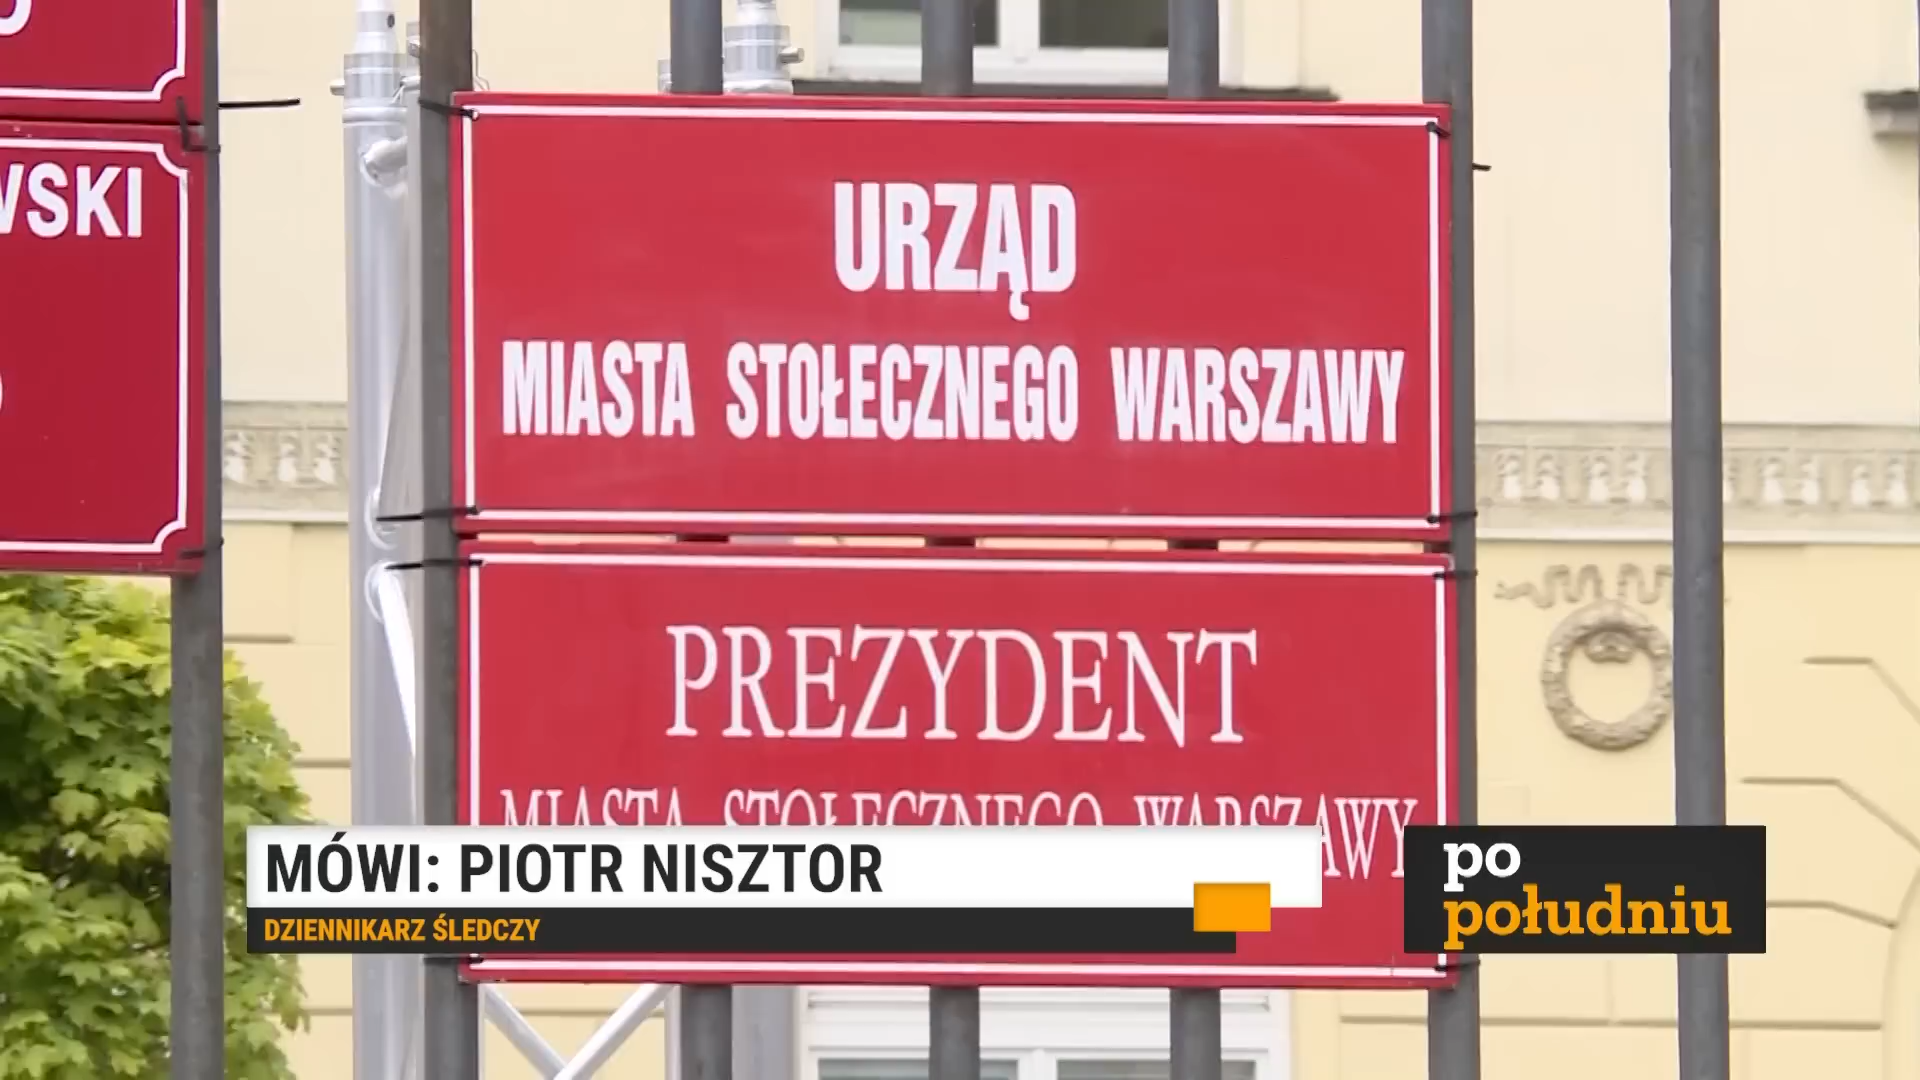 WSKI
URZĄD
MIASTA STOŁECZNEGO WARSZAWY
PREZYDENT
MIASTA STOŁECZNEGO WARSZAWY
MÓWI: PIOTR NISZTOR
DZIENNIKARZ ŚLEDCZY
po
południu